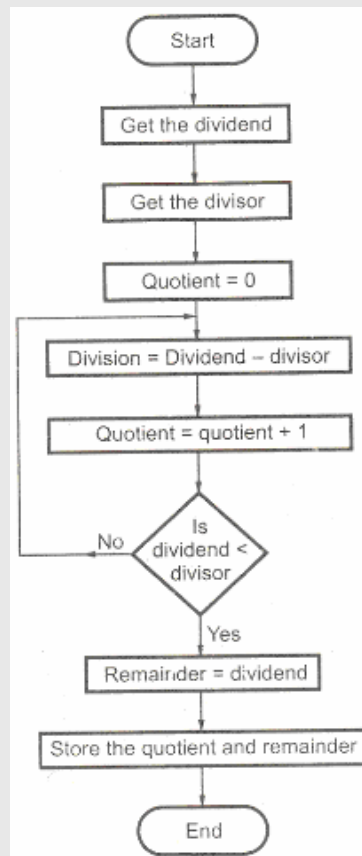 Start
Get the dividend
Get the divisor
Quotient = 0
Division = Dividend – divisor
Quotient = quotient + 1
Is
dividend <
divisor
No
Yes
Remainder = dividend
Store the quotient and remainder
End